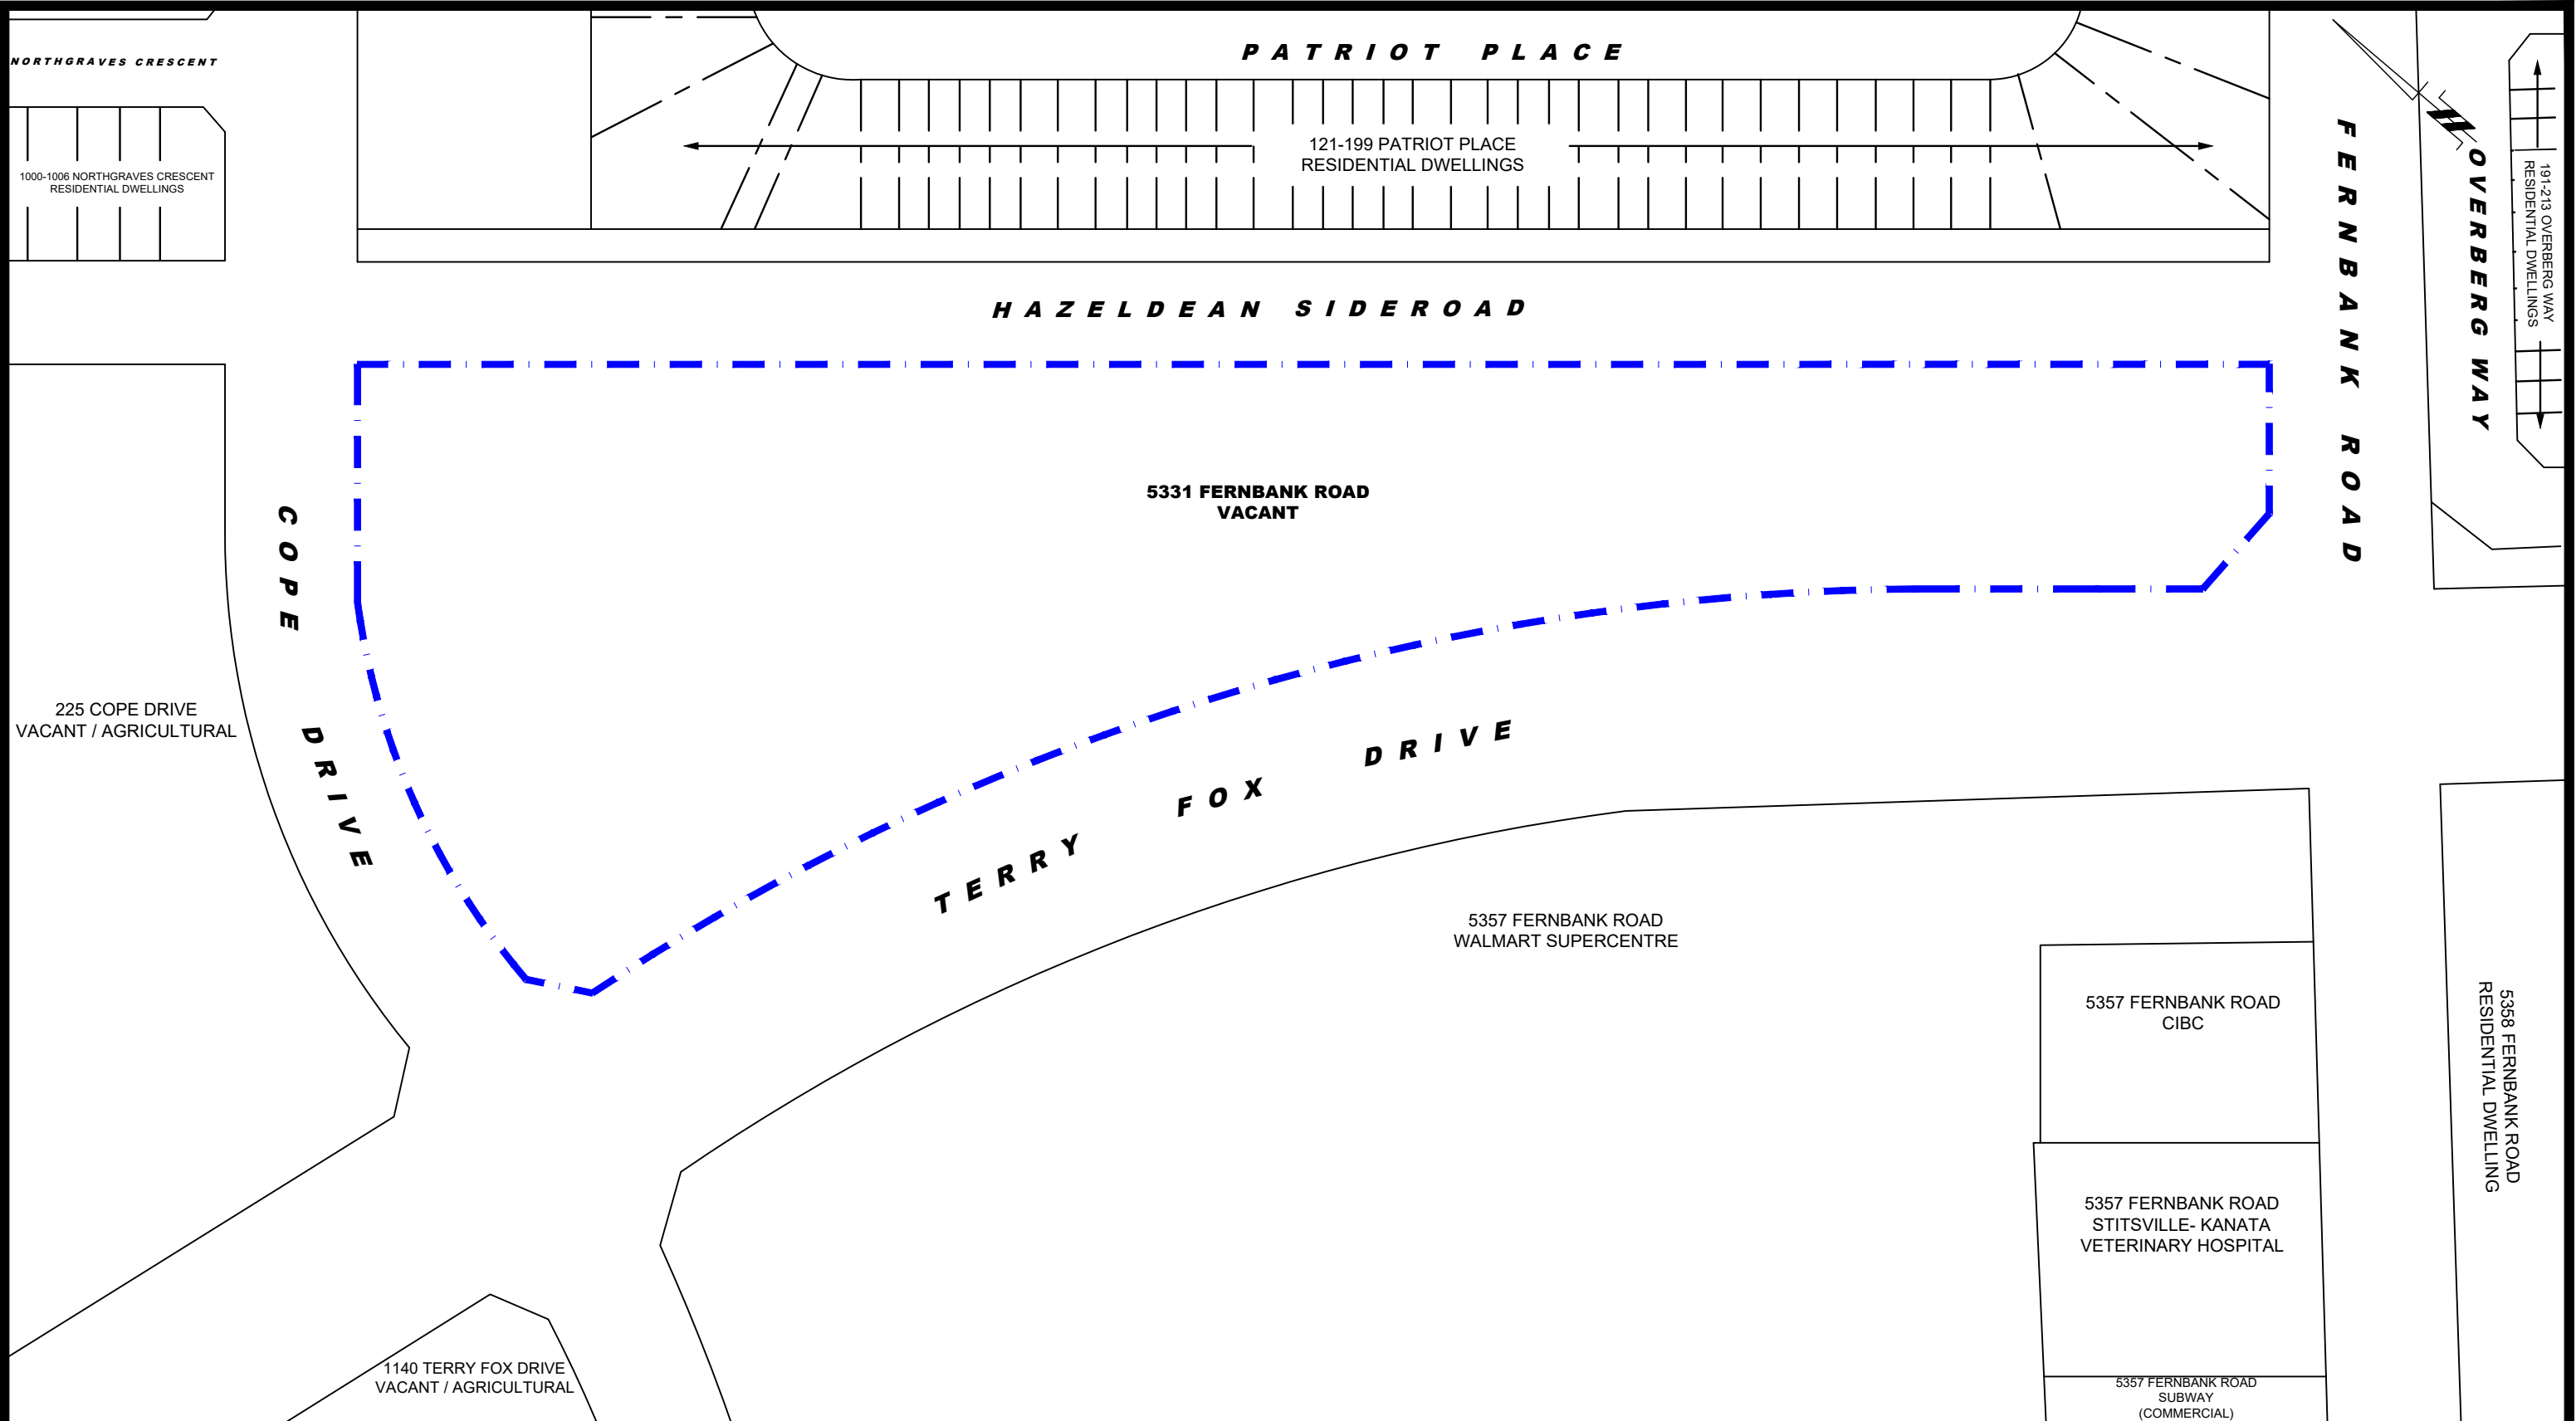 NORTHGRAVES CRESCENT
PATRIOT PLACE
1000-1006 NORTHGRAVES CRESCENT
RESIDENTIAL DWELLINGS
121-199 PATRIOT PLACE
RESIDENTIAL DWELLINGS
FERNBANK ROAD
OVERBERG WAY
191-213 OVERBERG WAY
RESIDENTIAL DWELLINGS
HAZELDEAN SIDEROAD
5331 FERNBANK ROAD
VACANT
COPE DRIVE
225 COPE DRIVE
VACANT / AGRICULTURAL
TERRY FOX DRIVE
5357 FERNBANK ROAD
WALMART SUPERCENTRE
5357 FERNBANK ROAD
CIBC
5358 FERNBANK ROAD
RESIDENTIAL DWELLING
5357 FERNBANK ROAD
STITSVILLE- KANATA
VETERINARY HOSPITAL
1140 TERRY FOX DRIVE
VACANT / AGRICULTURAL
5357 FERNBANK ROAD
SUBWAY
(COMMERCIAL)